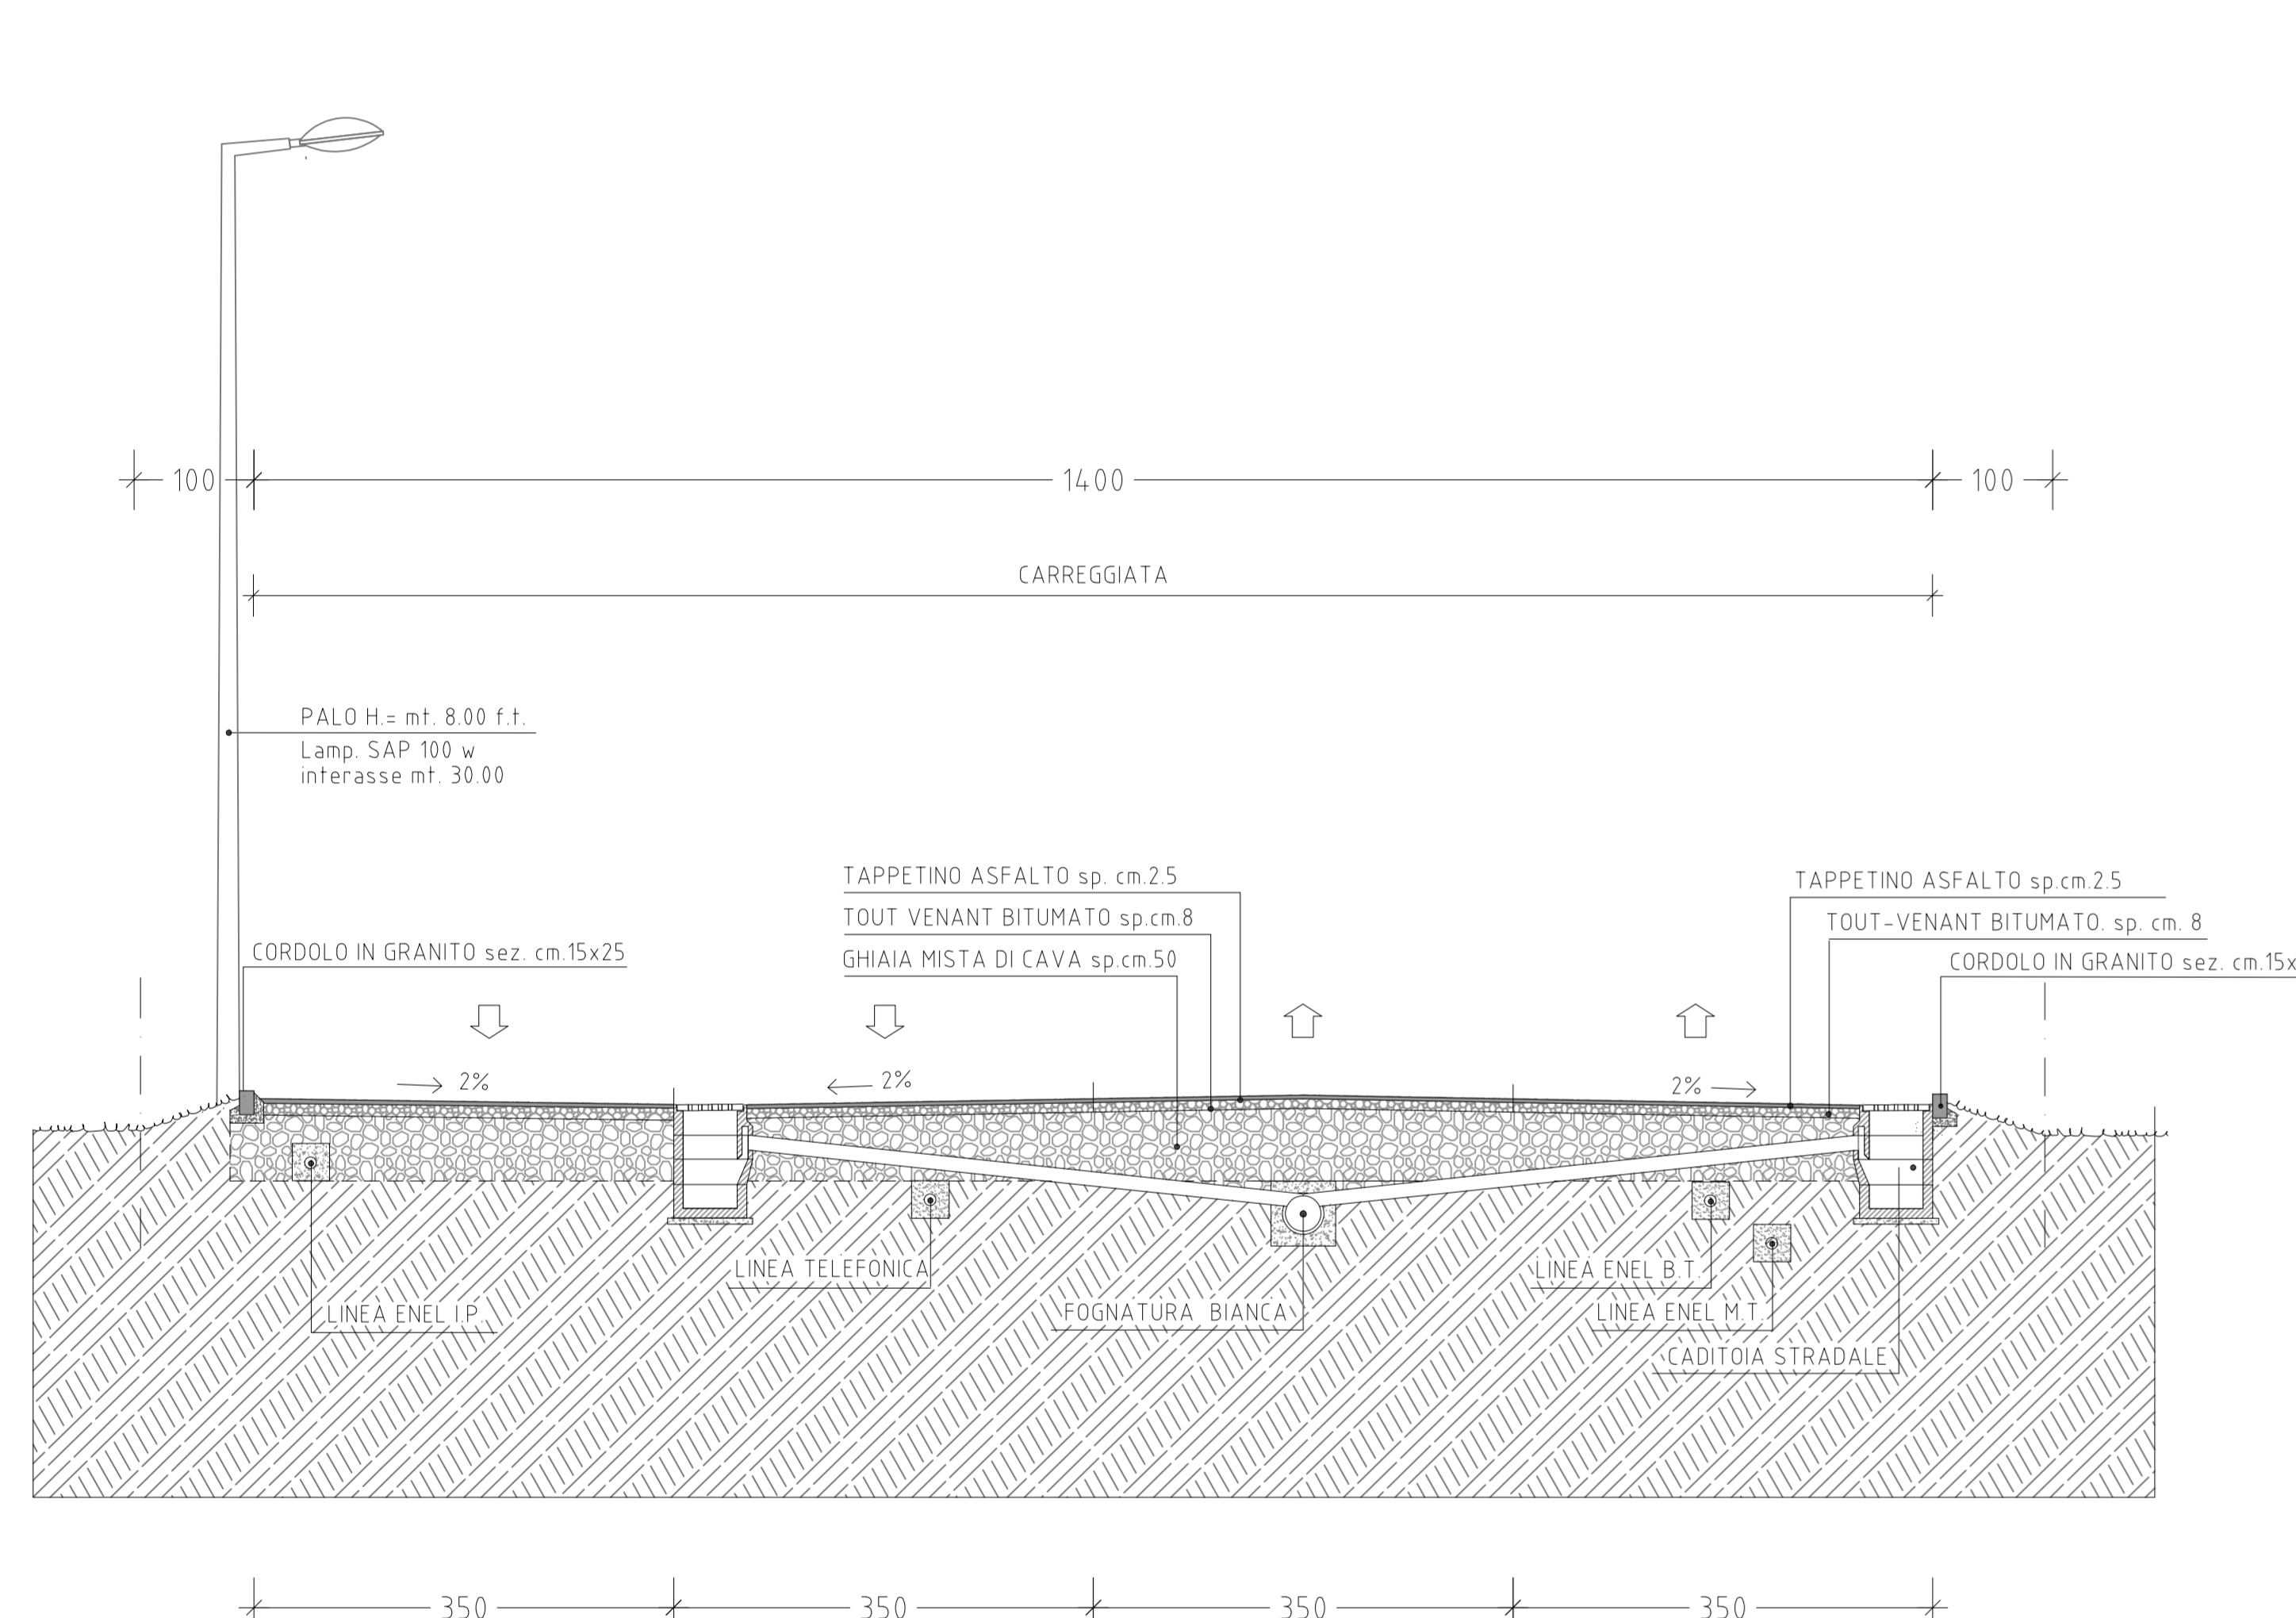 100
1400
100
CARREGGIATA
PALO H.= mt. 8.00 f.t.
Lamp. SAP 100 w
interasse mt. 30.00
TAPPETINO ASFALTO sp. cm.2.5
TOUT VENANT BITUMATO sp.cm.8
GHIAIA MISTA DI CAVA sp.cm.50
TAPPETINO ASFALTO sp.cm.2.5
TOUT-VENANT BITUMATO. sp. cm. 8
CORDOLO IN GRANITO sez. cm.15x25
CORDOLO IN GRANITO sez. cm.15x
2%
2%
2%
LINEA TELEFONICA
LINEA ENEL B.T.
LINEA ENEL I.P.
FOGNATURA BIANCA
LINEA ENEL M.T.
CADITOIA STRADALE
350
350
350
350